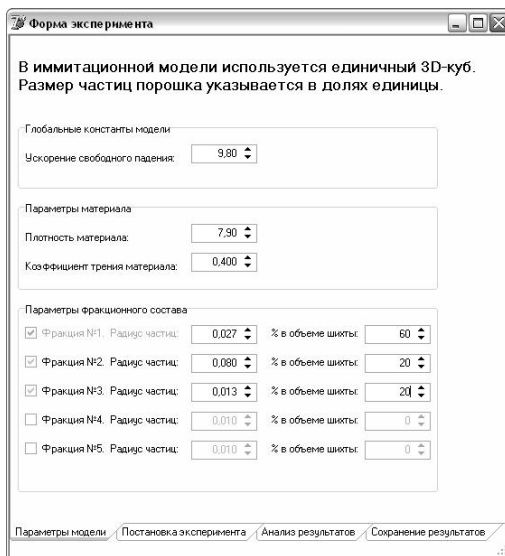 Форма эксперимента
В иммитационной модели используется единичный 3D-куб.
Размер частиц порошка указывается в долях единицы.
Глобальные константы модели
Ускорение свободного падения: 9,80
Параметры материала
Плотность материала: 7,90
Коэффициент трения материала: 0,400
Параметры фракционного состава
Фракция №1. Радиус частиц: 0,027 % в объеме шихты: 60
Фракция №2. Радиус частиц: 0,080 % в объеме шихты: 20
Фракция №3. Радиус частиц: 0,013 % в объеме шихты: 20
Фракция №4. Радиус частиц: 0,010 % в объеме шихты: 0
Фракция №5. Радиус частиц: 0,010 % в объеме шихты: 0
Параметры модели Постановка эксперимента Анализ результатов Сохранение результатов